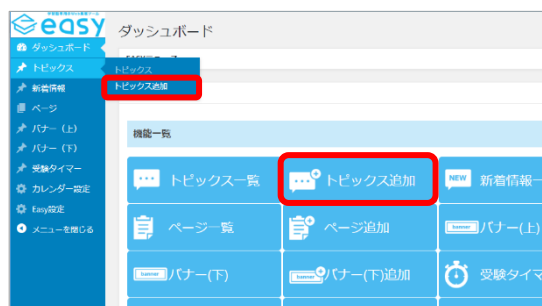 easy
ダッシュボード
ダッシュボード
トピックス
トピックス
トピックス追加
新着情報
ページ
バナー（上）
バナー（下）
受験タイマー
カレンダー設定
Easy設定
メニューを閉じる
機能一覧
トピックス一覧
トピックス追加
NEW 新着情報一
ページ一覧
ページ追加
banner バナー(上)
banner バナー(下)
banner バナー(下)追加
受験タイマ